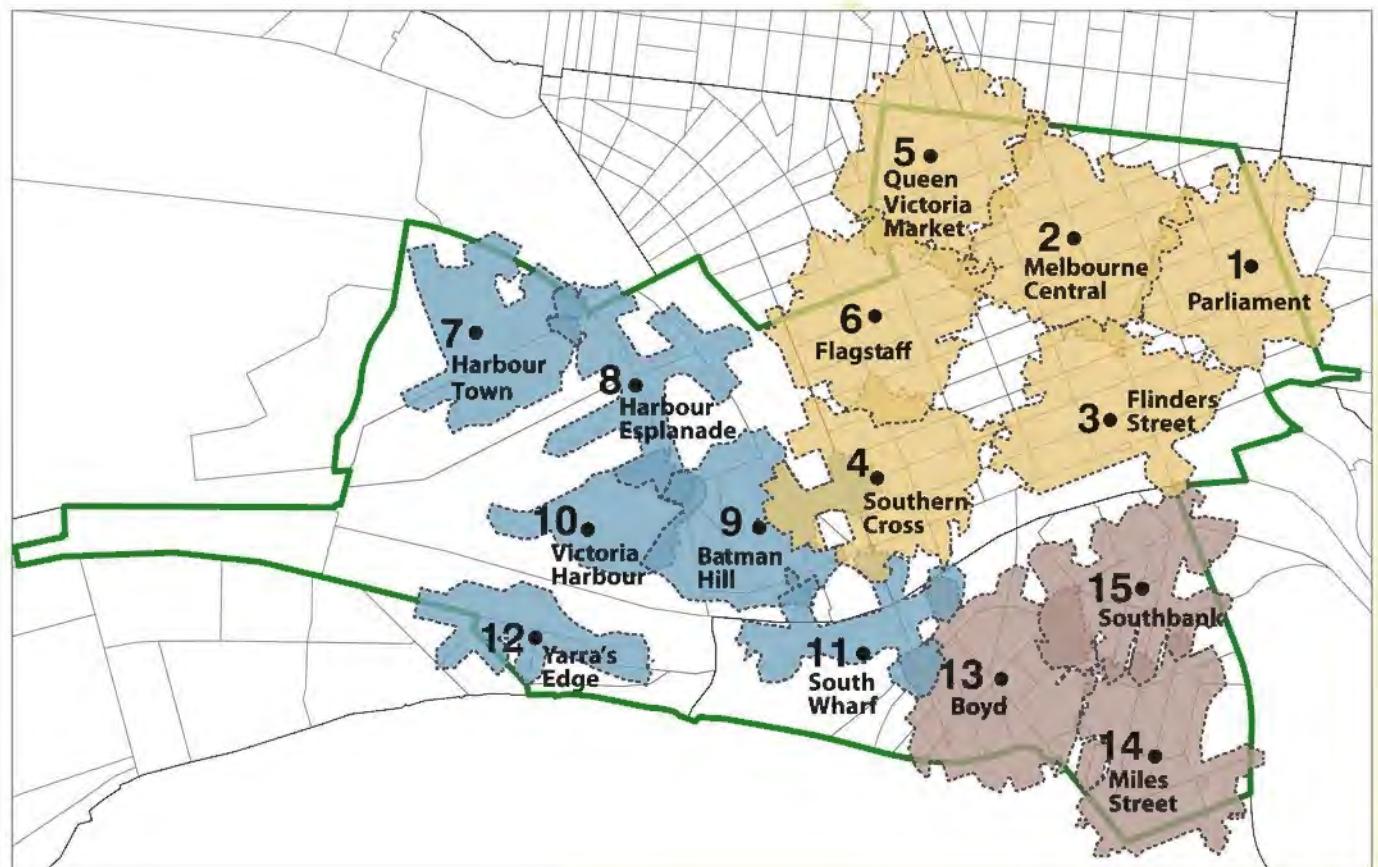 5
Queen
Victoria
Market
2
Melbourne
Central
1
Parliament
6
Flagstaff
7
Harbour
Town
8
Harbour
Esplanade
3
Flinders
Street
4
Southern
Cross
10
Victoria
Harbour
9
Batman
Hill
15
Southbank
12
Yarra's
Edge
11
South
Wharf
13
Boyd
14
Miles
Street